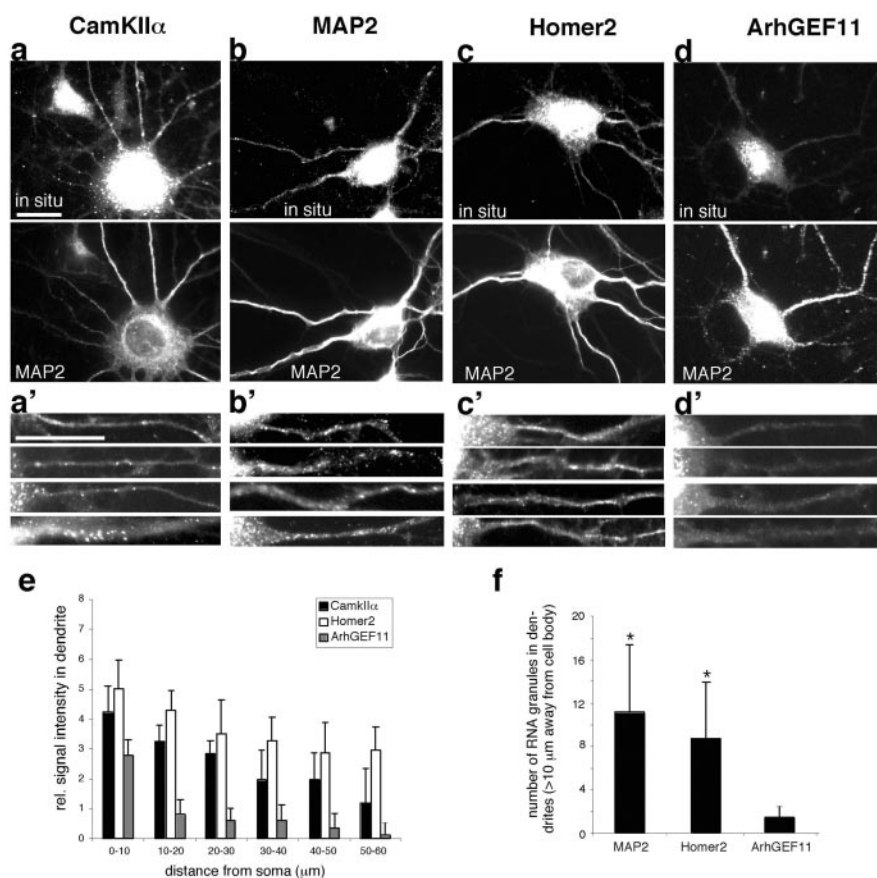 CamKIIα MAP2 Homer2 ArhGEF11
a b c d
in situ in situ in situ in situ
MAP2 MAP2 MAP2 MAP2
a' b' c' d'
e
rel. signal intensity in dendrite
8
7
6
5
4
3
2
1
0
CamkIIα
Homer2
ArhGEF11
0-10 10-20 20-30 30-40 40-50 50-60
distance from soma (μm)
f
number of RNA granules in den-
drites (>10 μm away from cell body)
20
16
12
8
4
0
* *
MAP2 Homer2 ArhGEF11